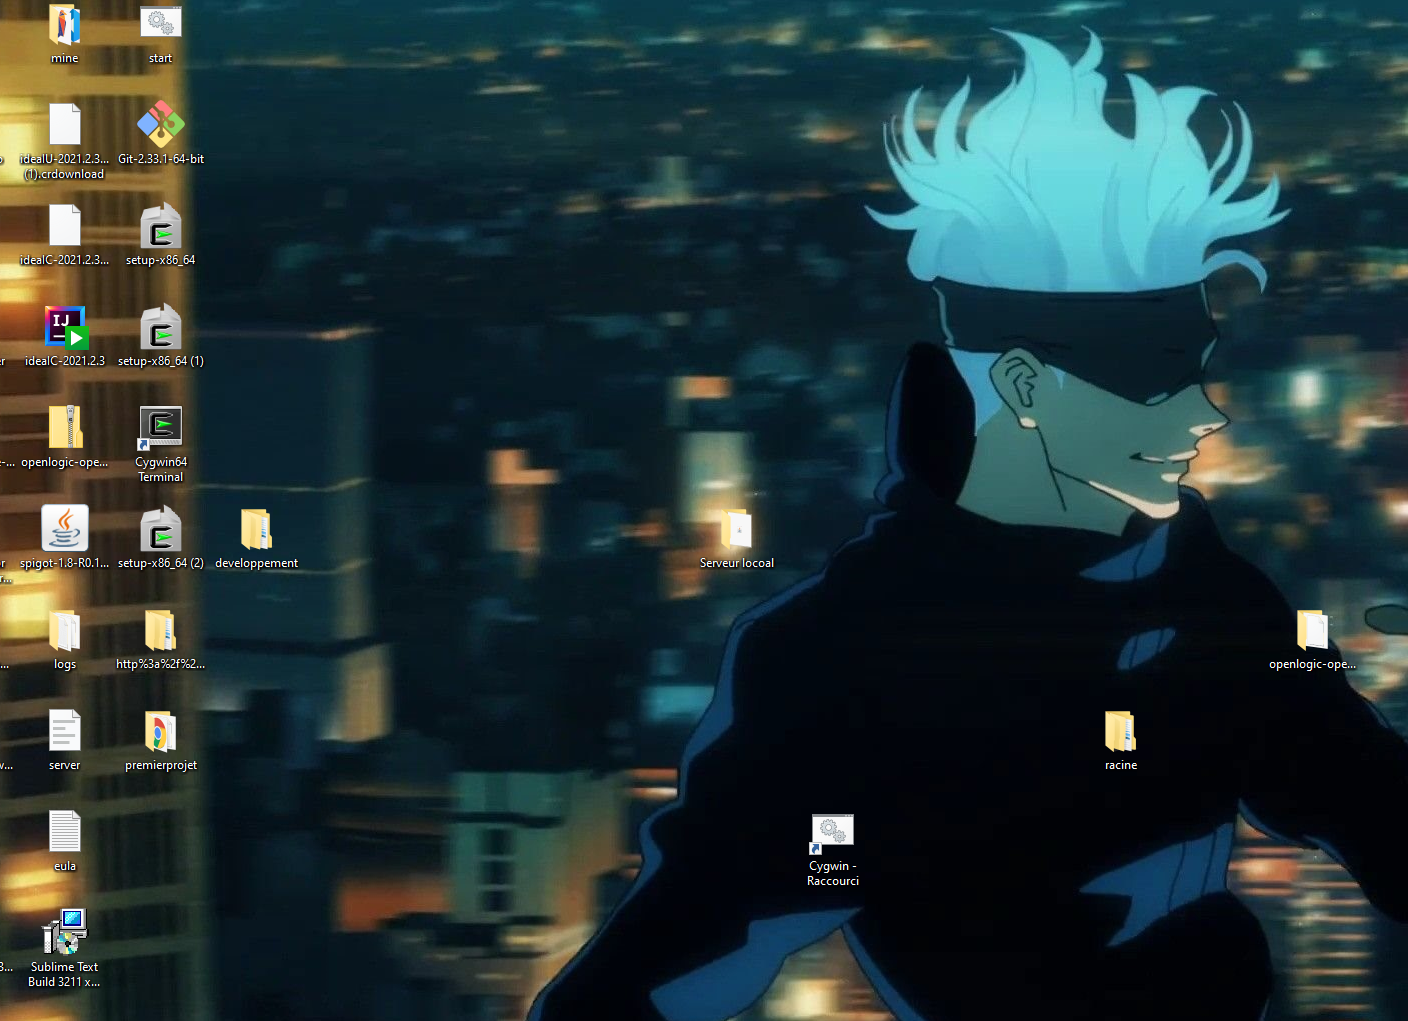 mine
start
idealU-2021.2.3...
(1).crdownload
Git-2.33.1-64-bit
idealC-2021.2.3...
setup-x86_64
IJ
idealC-2021.2.3
setup-x86_64 (1)
openlogic-ope...
Cygwin64
Terminal
spigot-1.8-R0.1...
setup-x86_64 (2)
developpement
Serveur locoal
logs
http%3a%2f%2...
openlogic-ope...
server
premierprojet
racine
eula
Cygwin -
Raccourci
Sublime Text
Build 3211 x...